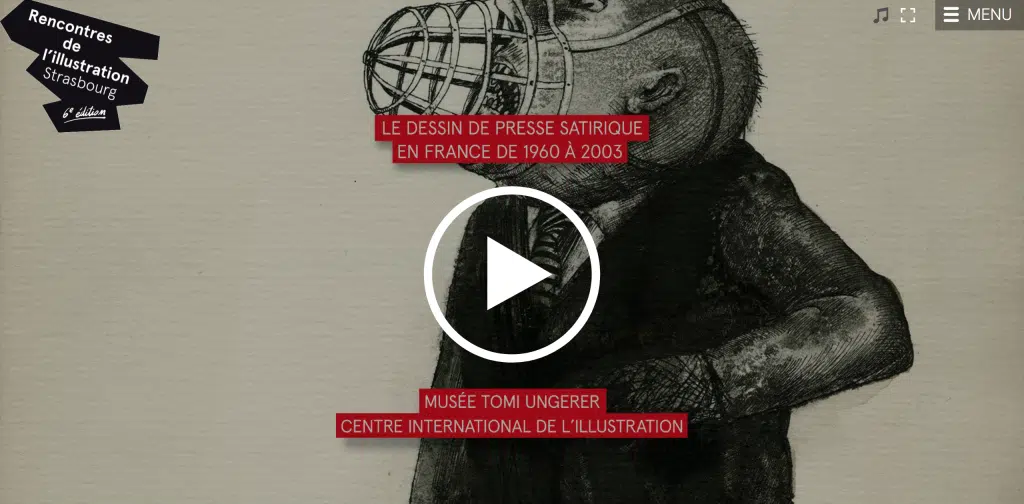 Rencontres
de
l'illustration
Strasbourg
6e édition
MENU
LE DESSIN DE PRESSE SATIRIQUE
EN FRANCE DE 1960 À 2003
MUSÉE TOMI UNGERER
CENTRE INTERNATIONAL DE L'ILLUSTRATION